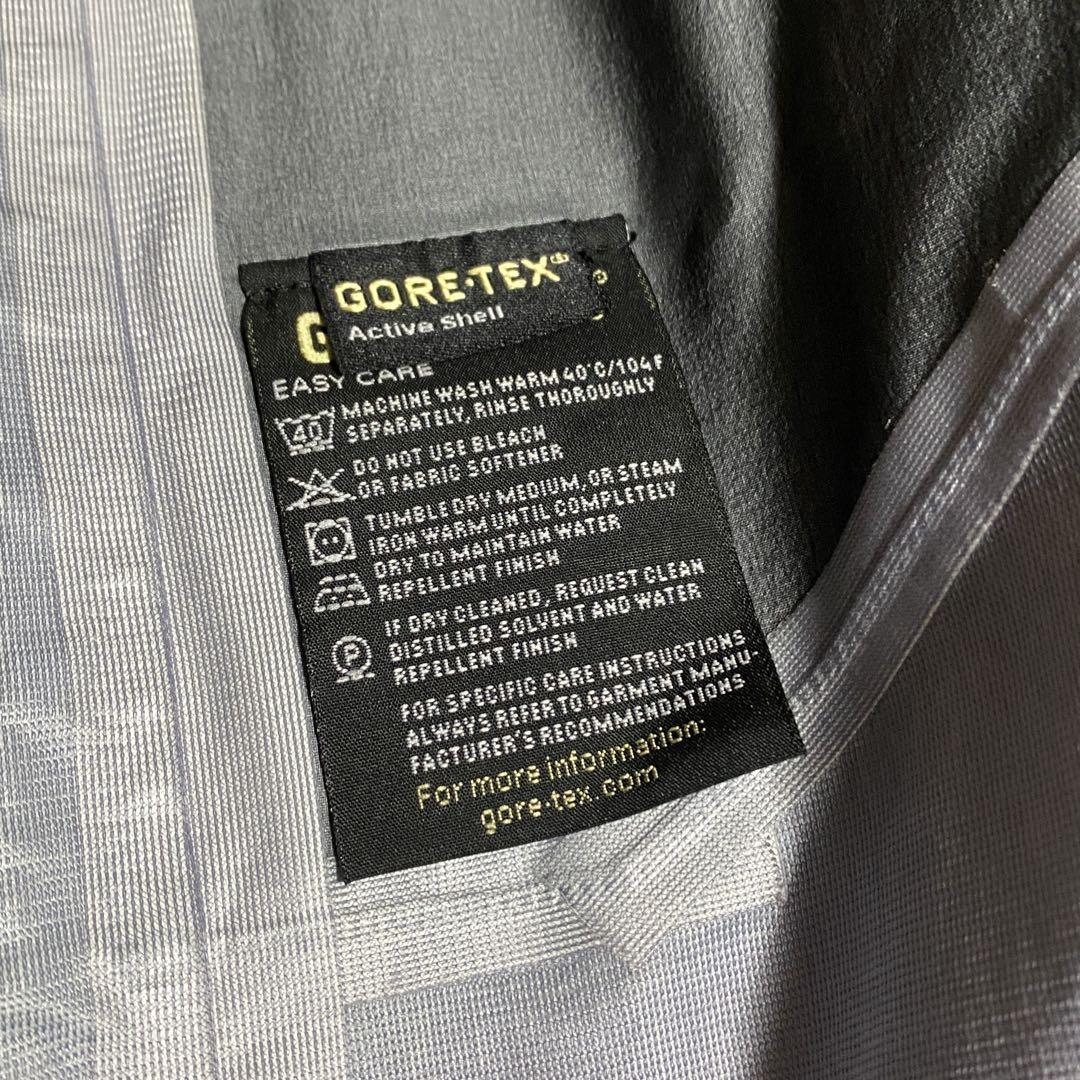 GORE-TEX®
Active Shell
G ®
EASY CARE
40
MACHINE WASH WARM 40°C/104F
SEPARATELY, RINSE THOROUGHLY
DO NOT USE BLEACH
OR FABRIC SOFTENER
TUMBLE DRY MEDIUM, OR STEAM
IRON WARM UNTIL COMPLETELY
DRY TO MAINTAIN WATER
REPELLENT FINISH
P
IF DRY CLEANED, REQUEST CLEAN
DISTILLED SOLVENT AND WATER
REPELLENT FINISH
FOR SPECIFIC CARE INSTRUCTIONS
ALWAYS REFER TO GARMENT MANU-
FACTURER'S RECOMMENDATIONS
For more information:
gore-tex.com